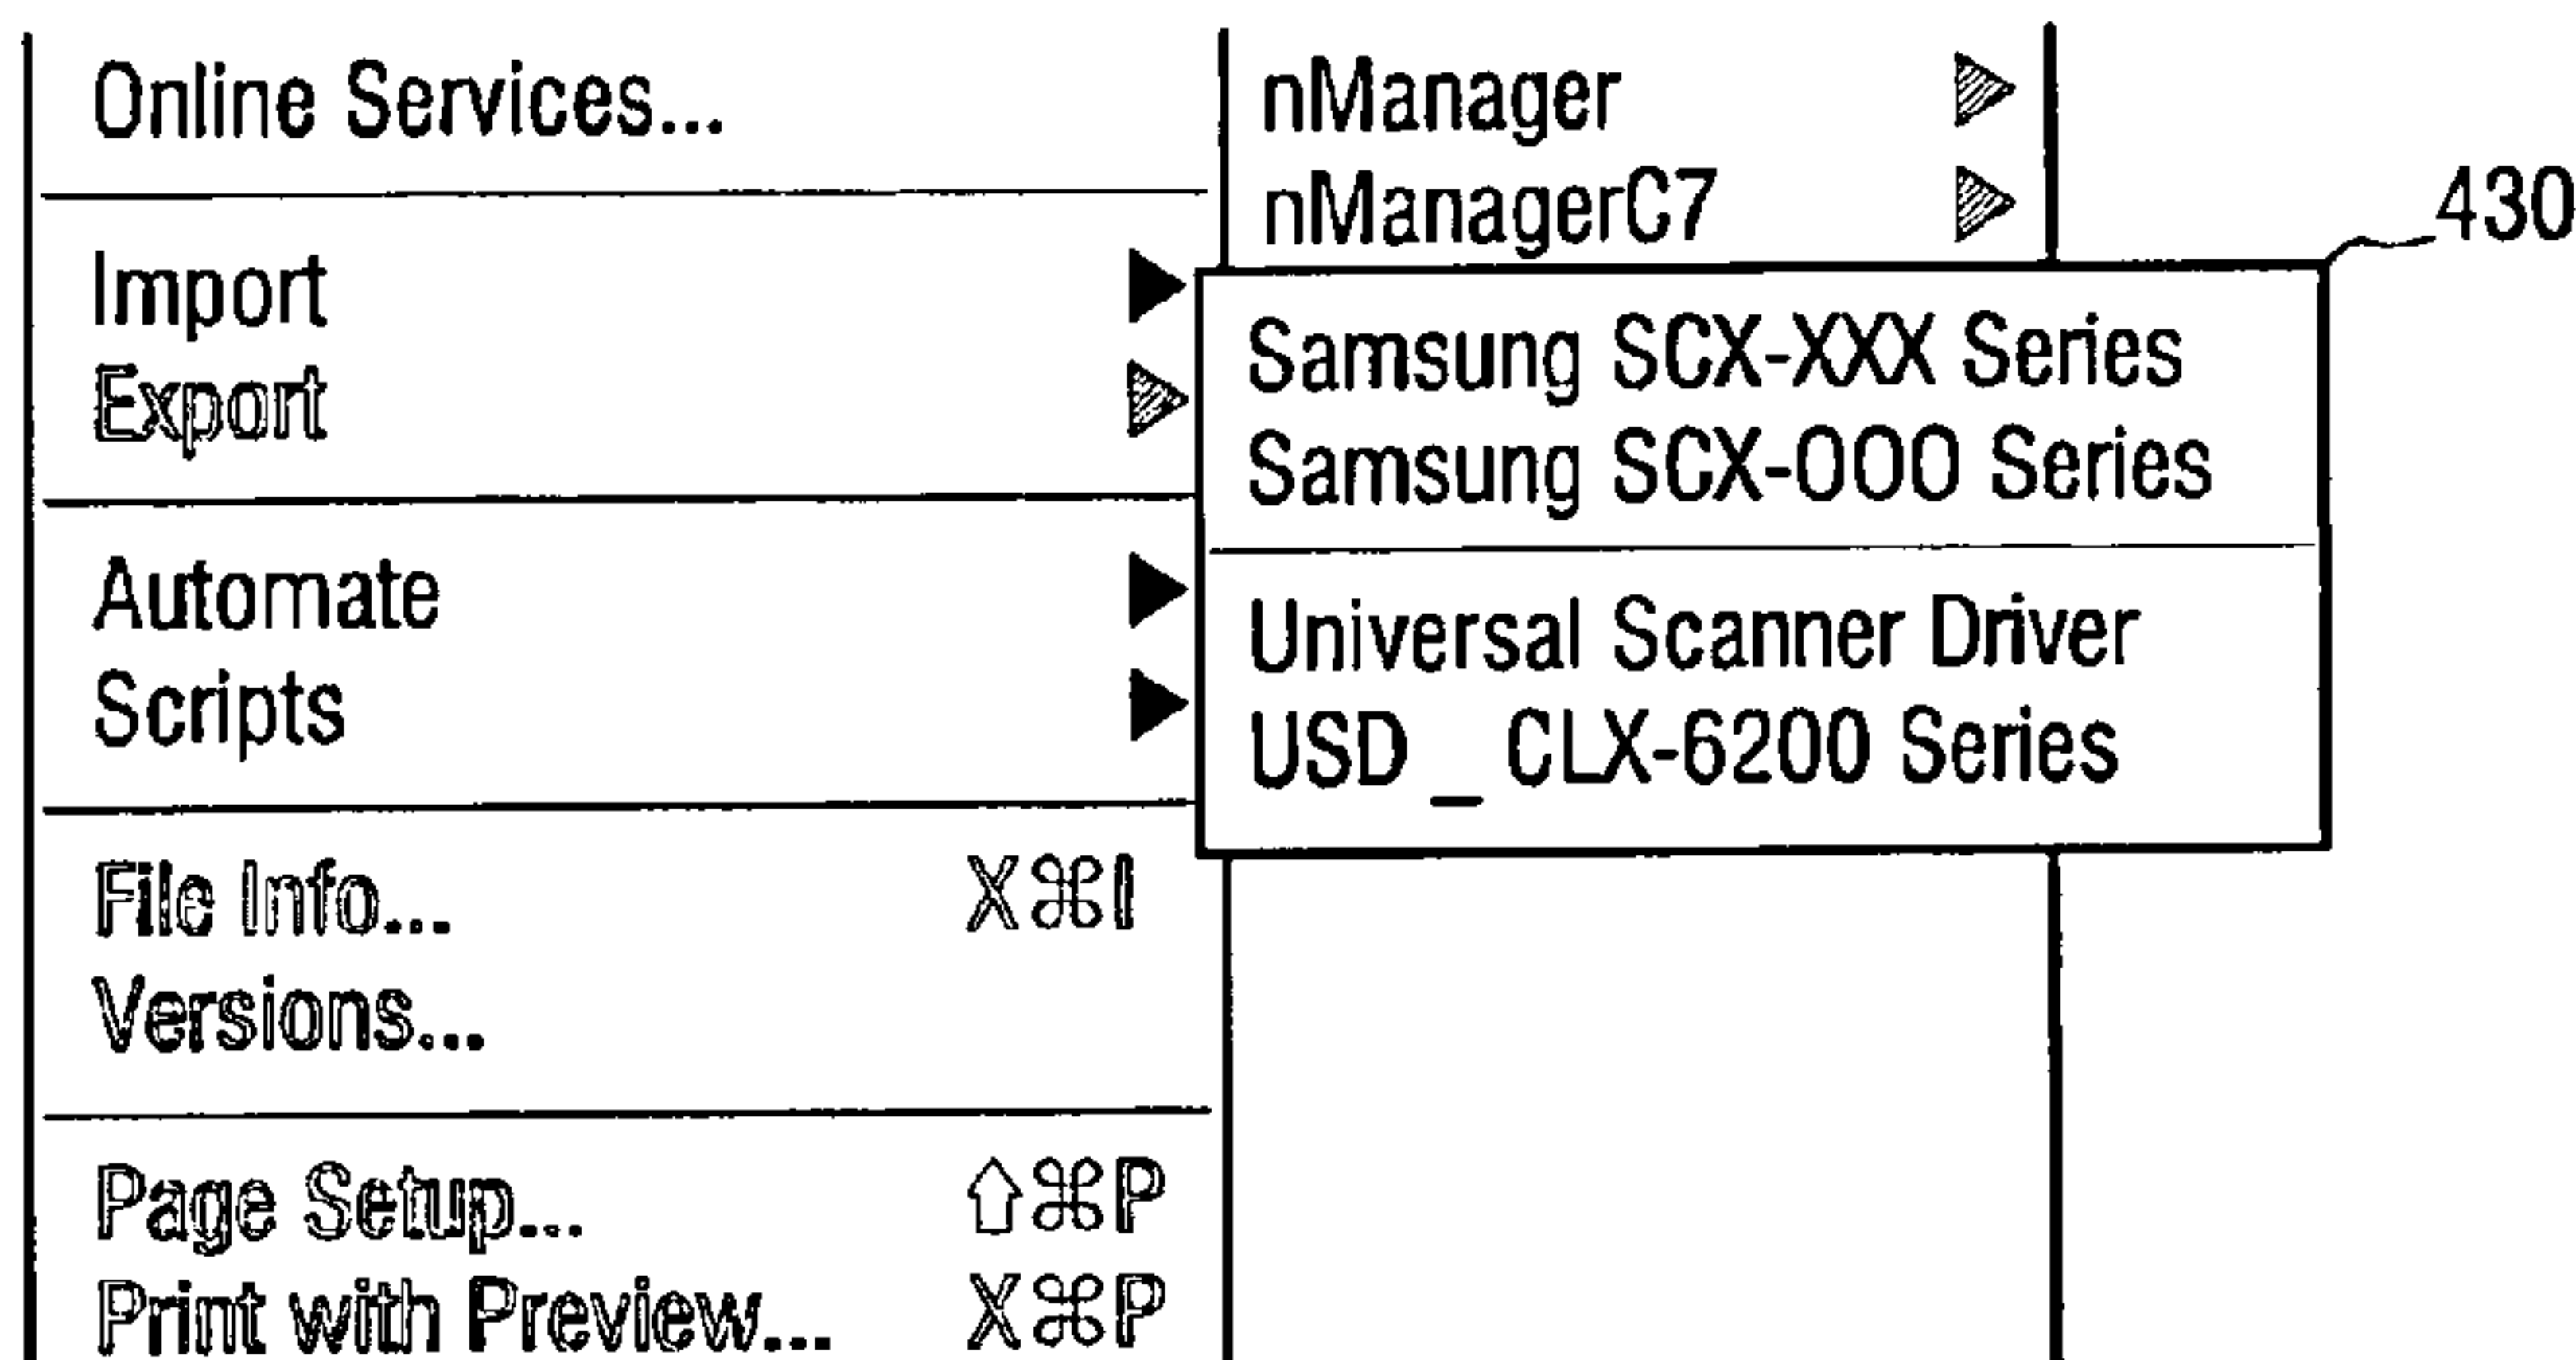 Online Services...
Import
Export
Automate
Scripts
File Info... X⌘I
Versions...
Page Setup... ⇧⌘P
Print with Preview... X⌘P
nManager
nManagerC7
430
Samsung SCX-XXX Series
Samsung SCX-OOO Series
Universal Scanner Driver
USD _ CLX-6200 Series